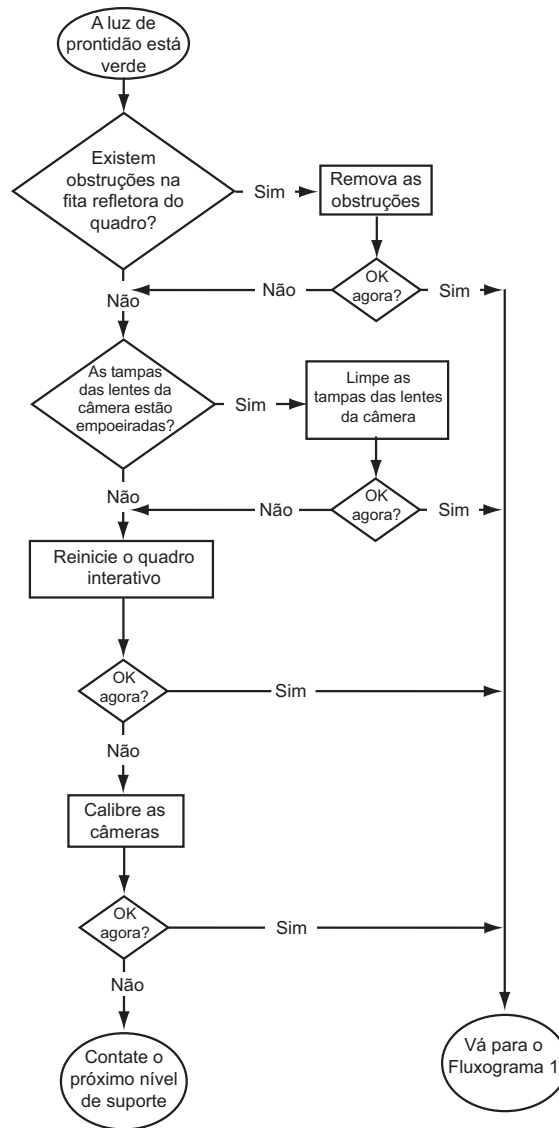 A
luz de
prontidão está
verde
Existem
obstruções na
fita refletora do
quadro?
Sim
Remova as
obstruções
Não
OK
agora?
Não
Sim
As tampas
das lentes da
câmera estão
empoeiradas?
Sim
Limpe as
tampas das lentes
da câmera
Não
OK
agora?
Não
Sim
Reinicie o quadro
interativo
OK
agora?
Sim
Não
Calibre as
câmeras
OK
agora?
Sim
Não
Contate o
próximo nível
de suporte
Vá para o
Fluxograma 1